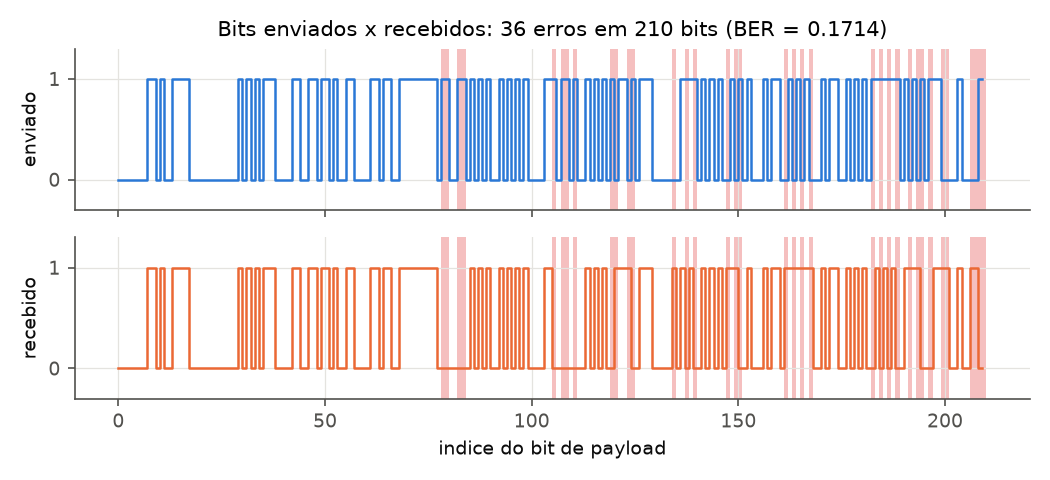 Bits enviados x recebidos: 36 erros em 210 bits (BER = 0.1714)
1
enviado
0
1
recebido
0
0 50 100 150 200
indice do bit de payload